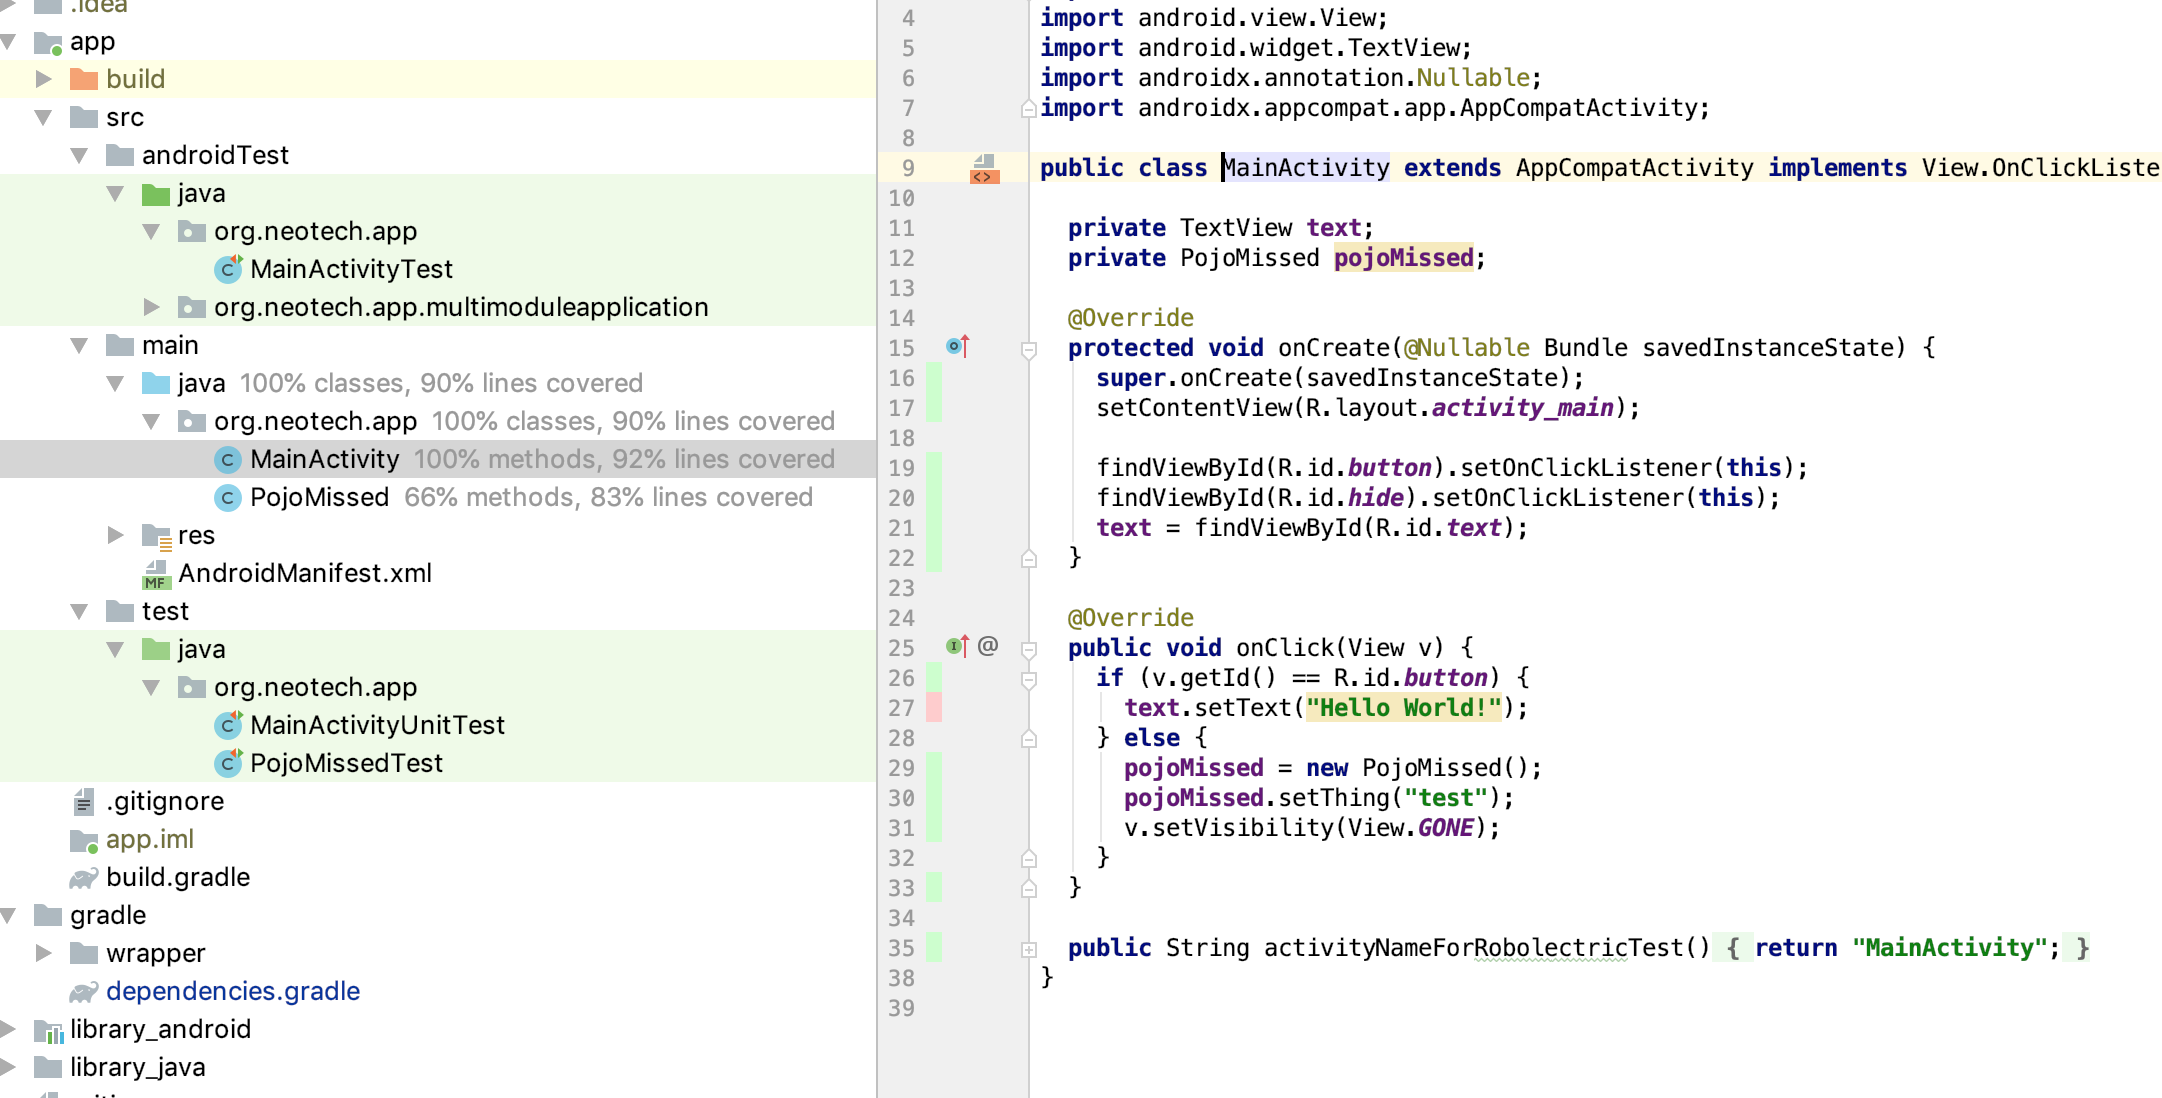 .idea
app
build
src
androidTest
java
org.neotech.app
MainActivityTest
org.neotech.app.multimoduleapplication
main
java 100% classes, 90% lines covered
org.neotech.app 100% classes, 90% lines covered
MainActivity 100% methods, 92% lines covered
PojoMissed 66% methods, 83% lines covered
res
MF AndroidManifest.xml
test
java
org.neotech.app
MainActivityUnitTest
PojoMissedTest
.gitignore
app.iml
build.gradle
gradle
wrapper
dependencies.gradle
library_android
library_java
4 import android.view.View;
5 import android.widget.TextView;
6 import androidx.annotation.Nullable;
7 import androidx.appcompat.app.AppCompatActivity;
8
9 public class MainActivity extends AppCompatActivity implements View.OnClickListe
10
11 private TextView text;
12 private PojoMissed pojoMissed;
13
14 @Override
15 protected void onCreate(@Nullable Bundle savedInstanceState) {
16 super.onCreate(savedInstanceState);
17 setContentView(R.layout.activity_main);
18
19 findViewById(R.id.button).setOnClickListener(this);
20 findViewById(R.id.hide).setOnClickListener(this);
21 text = findViewById(R.id.text);
22 }
23
24 @Override
25 @ public void onClick(View v) {
26 if (v.getId() == R.id.button) {
27 text.setText("Hello World!");
28 } else {
29 pojoMissed = new PojoMissed();
30 pojoMissed.setThing("test");
31 v.setVisibility(View.GONE);
32 }
33 }
34
35 public String activityNameForRobolectricTest() { return "MainActivity"; }
38 }
39